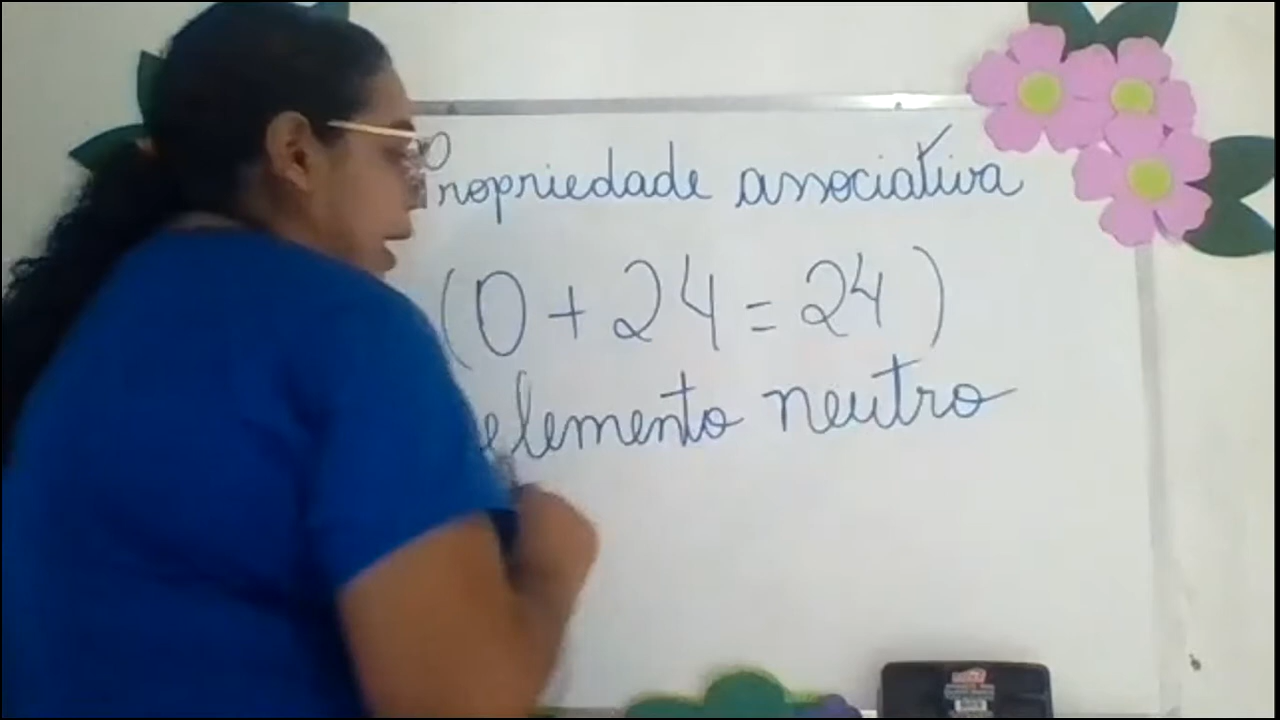 Propriedade associativa
(0 + 24 = 24)
elemento neutro